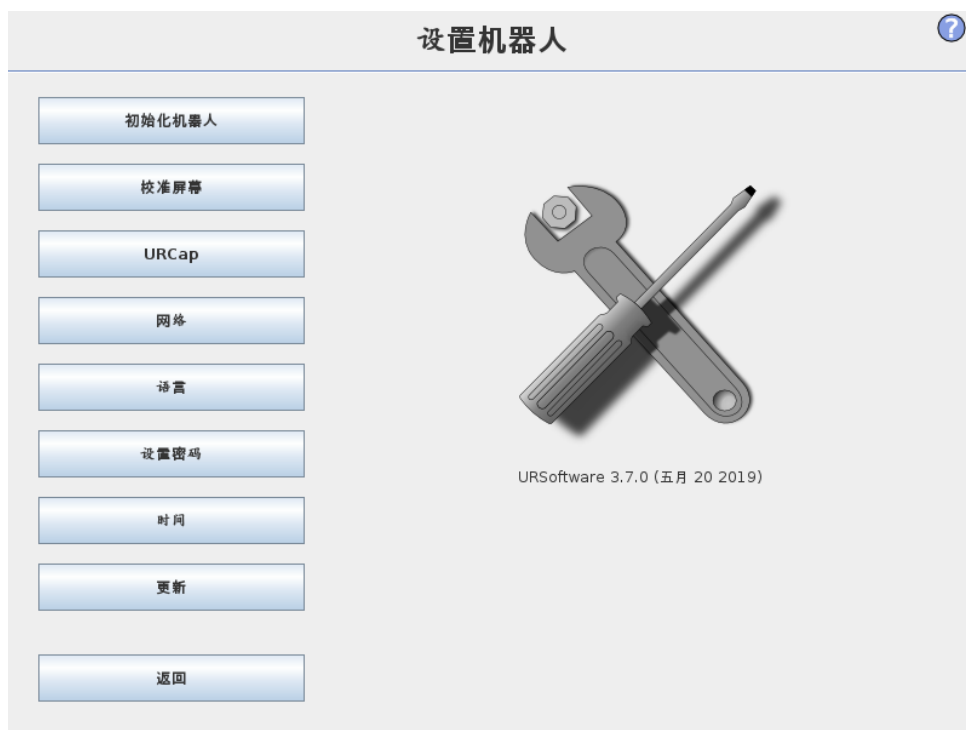 设置机器人
?
初始化机器人
校准屏幕
URCap
网络
语言
设置密码
时间
更新
返回
URSoftware 3.7.0 (五月 20 2019)